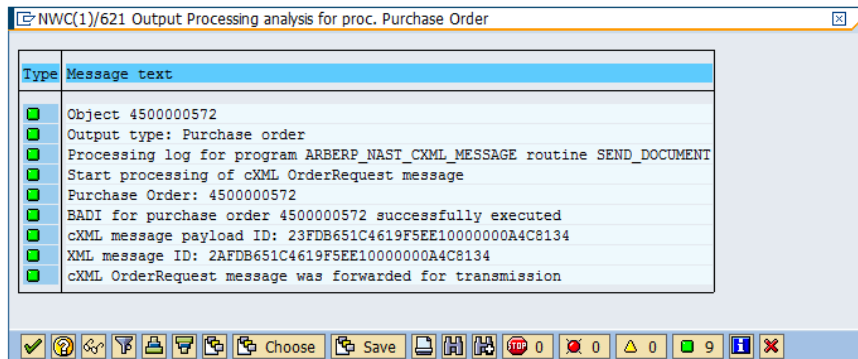 NWC(1)/621 Output Processing analysis for proc. Purchase Order
Type Message text
Object 4500000572
Output type: Purchase order
Processing log for program ARBERP_NAST_CXML_MESSAGE routine SEND_DOCUMENT
Start processing of cXML OrderRequest message
Purchase Order: 4500000572
BADI for purchase order 4500000572 successfully executed
cXML message payload ID: 23FDB651C4619F5EE10000000A4C8134
XML message ID: 2AFDB651C4619F5EE10000000A4C8134
cXML OrderRequest message was forwarded for transmission
Choose Save STOP 0 0 0 9